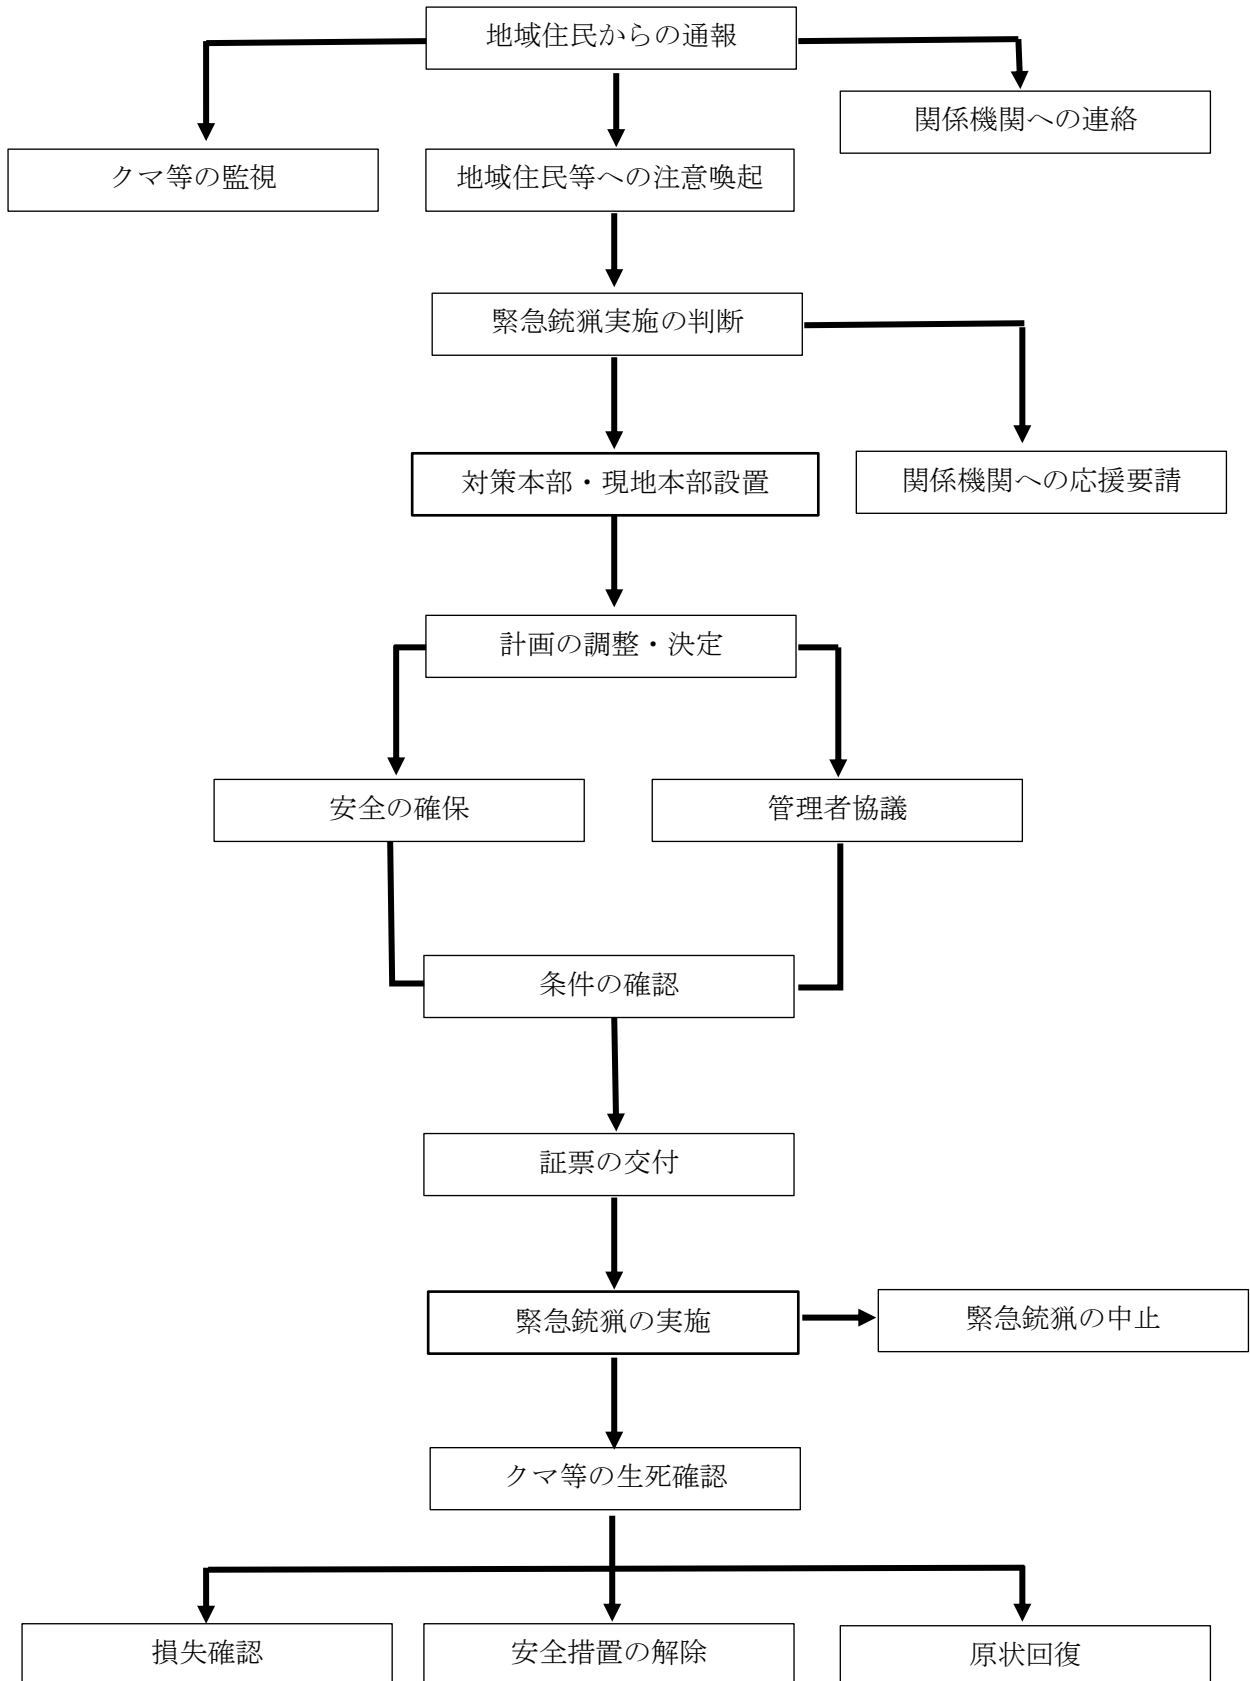 地域住民からの通報
関係機関への連絡
クマ等の監視
地域住民等への注意喚起
緊急銃猟実施の判断
対策本部・現地本部設置
関係機関への応援要請
計画の調整・決定
安全の確保
管理者協議
条件の確認
証票の交付
緊急銃猟の実施
緊急銃猟の中止
クマ等の生死確認
損失確認
安全措置の解除
原状回復